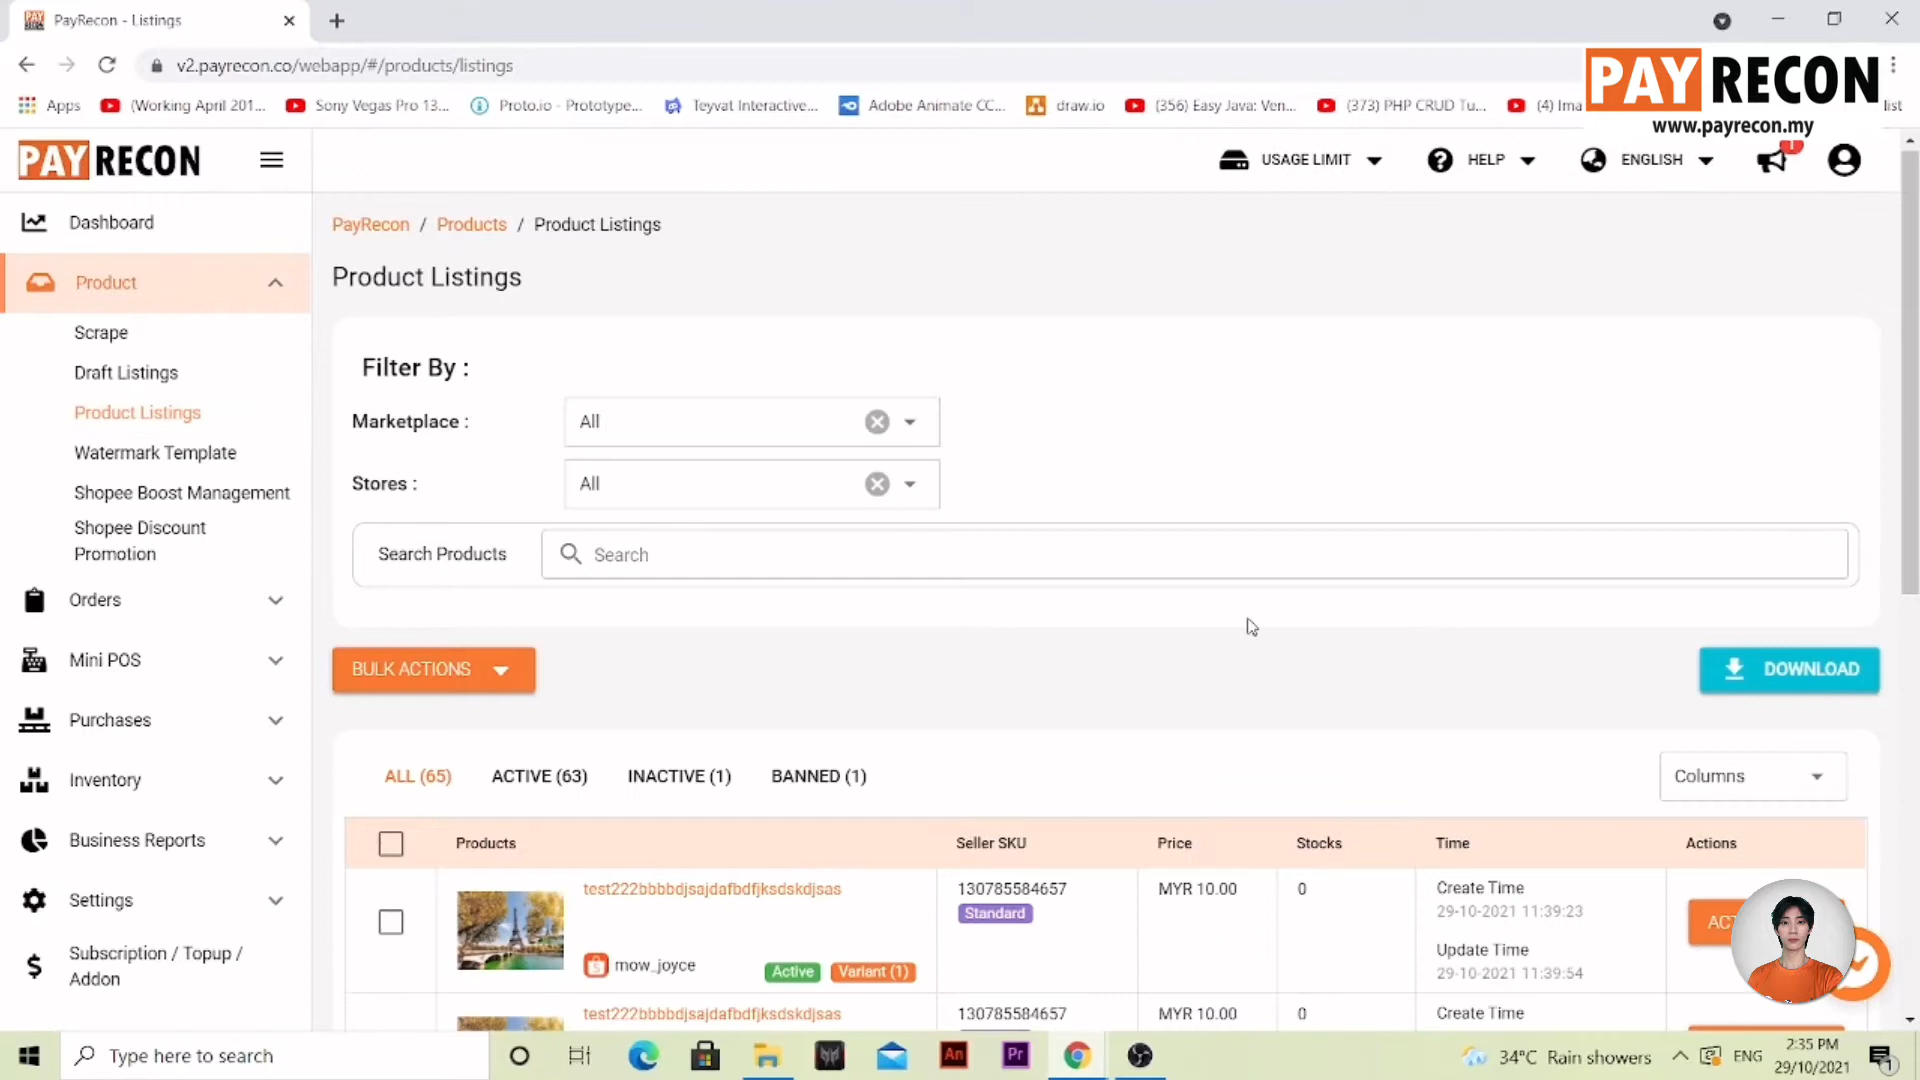 PayRecon - Listings
v2.payrecon.co/webapp/#/products/listings
Apps (Working April 201... Sony Vegas Pro 13... Proto.io - Prototype... Teyvat Interactive... Adobe Animate CC... draw.io (356) Easy Java: Ven... (373) PHP CRUD Tu... (4) Ima list
PAYRECON
www.payrecon.my
PAYRECON
USAGE LIMIT HELP ENGLISH
Dashboard
Product
Scrape
Draft Listings
Product Listings
Watermark Template
Shopee Boost Management
Shopee Discount
Promotion
Orders
Mini POS
Purchases
Inventory
Business Reports
Settings
Subscription / Topup /
Addon
PayRecon / Products / Product Listings
Product Listings
Filter By :
Marketplace : All
Stores : All
Search Products Search
BULK ACTIONS
DOWNLOAD
ALL (65) ACTIVE (63) INACTIVE (1) BANNED (1) Columns
Products Seller SKU Price Stocks Time Actions
test222bbbbdjsajdafbdfjksdskdjsas 130785584657 MYR 10.00 0 Create Time
Standard 29-10-2021 11:39:23
Update Time
mow_joyce Active Variant (1) 29-10-2021 11:39:54
test222bbbbdjsajdafbdfjksdskdjsas 130785584657 MYR 10.00 0 Create Time
Type here to search
An Pr
34°C Rain showers ENG
2:35 PM
29/10/2021
1